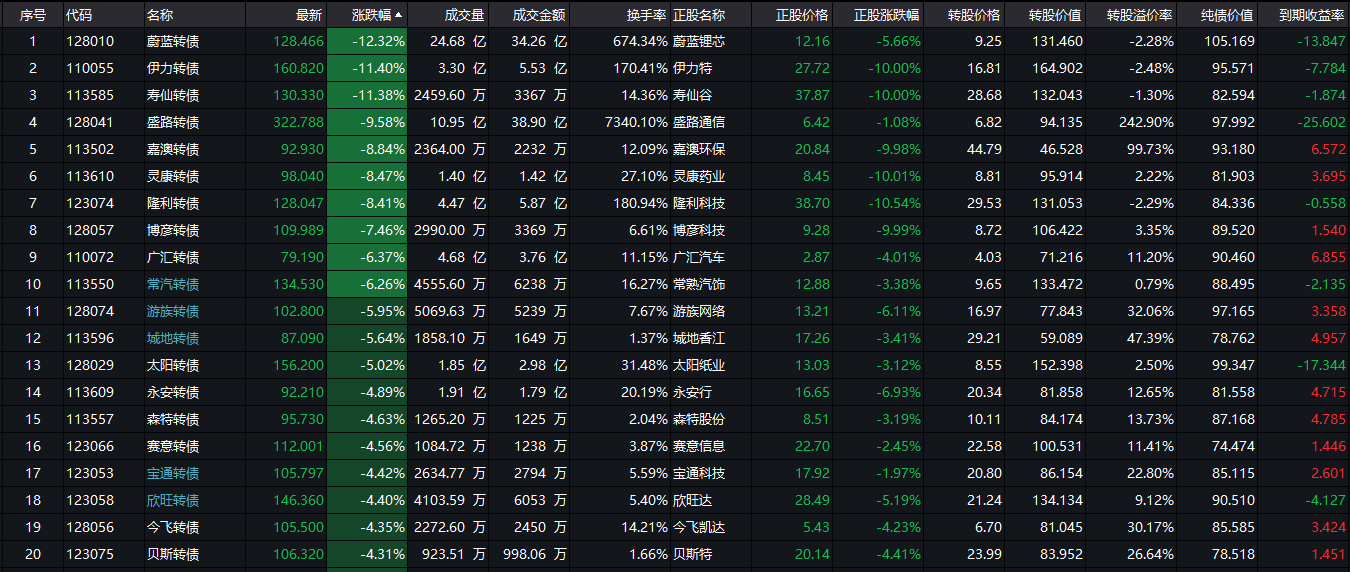 序号 代码 名称 最新 涨跌幅 成交量 成交金额 换手率 正股名称 正股价格 正股涨跌幅 转股价格 转股价值 转股溢价率 纯债价值 到期收益率
1 128010 蔚蓝转债 128.466 -12.32% 24.68 亿 34.26 亿 674.34% 蔚蓝锂芯 12.16 -5.66% 9.25 131.460 -2.28% 105.169 -13.847
2 110055 伊力转债 160.820 -11.40% 3.30 亿 5.53 亿 170.41% 伊力特 27.72 -10.00% 16.81 164.902 -2.48% 95.571 -7.784
3 113585 寿仙转债 130.330 -11.38% 2459.60 万 3367 万 14.36% 寿仙谷 37.87 -10.00% 28.68 132.043 -1.30% 82.594 -1.874
4 128041 盛路转债 322.788 -9.58% 10.95 亿 38.90 亿 7340.10% 盛路通信 6.42 -1.08% 6.82 94.135 242.90% 97.992 -25.602
5 113502 嘉澳转债 92.930 -8.84% 2364.00 万 2232 万 12.09% 嘉澳环保 20.84 -9.98% 44.79 46.528 99.73% 93.180 6.572
6 113610 灵康转债 98.040 -8.47% 1.40 亿 1.42 亿 27.10% 灵康药业 8.45 -10.01% 8.81 95.914 2.22% 81.903 3.695
7 123074 隆利转债 128.047 -8.41% 4.47 亿 5.87 亿 180.94% 隆利科技 38.70 -10.54% 29.53 131.053 -2.29% 84.336 -0.558
8 128057 博彦转债 109.989 -7.46% 2990.00 万 3369 万 6.61% 博彦科技 9.28 -9.99% 8.72 106.422 3.35% 89.520 1.540
9 110072 广汇转债 79.190 -6.37% 4.68 亿 3.76 亿 11.15% 广汇汽车 2.87 -4.01% 4.03 71.216 11.20% 90.460 6.855
10 113550 常汽转债 134.530 -6.26% 4555.60 万 6238 万 16.27% 常熟汽饰 12.88 -3.38% 9.65 133.472 0.79% 88.495 -2.135
11 128074 游族转债 102.800 -5.95% 5069.63 万 5239 万 7.67% 游族网络 13.21 -6.11% 16.97 77.843 32.06% 97.165 3.358
12 113596 城地转债 87.090 -5.64% 1858.10 万 1649 万 1.37% 城地香江 17.26 -3.41% 29.21 59.089 47.39% 78.762 4.957
13 128029 太阳转债 156.200 -5.02% 1.85 亿 2.98 亿 31.48% 太阳纸业 13.03 -3.12% 8.55 152.398 2.50% 99.347 -17.344
14 113609 永安转债 92.210 -4.89% 1.91 亿 1.79 亿 20.19% 永安行 16.65 -6.93% 20.34 81.858 12.65% 81.558 4.715
15 113557 森特转债 95.730 -4.63% 1265.20 万 1225 万 2.04% 森特股份 8.51 -3.19% 10.11 84.174 13.73% 87.168 4.785
16 123066 赛意转债 112.001 -4.56% 1084.72 万 1238 万 3.87% 赛意信息 22.70 -2.45% 22.58 100.531 11.41% 74.474 1.446
17 123053 宝通转债 105.797 -4.42% 2634.77 万 2794 万 5.59% 宝通科技 17.92 -1.97% 20.80 86.154 22.80% 85.115 2.601
18 123058 欣旺转债 146.360 -4.40% 4103.59 万 6053 万 5.40% 欣旺达 28.49 -5.19% 21.24 134.134 9.12% 90.510 -4.127
19 128056 今飞转债 105.500 -4.35% 2272.60 万 2450 万 14.21% 今飞凯达 5.43 -4.23% 6.70 81.045 30.17% 85.585 3.424
20 123075 贝斯转债 106.320 -4.31% 923.51 万 998.06 万 1.66% 贝斯特 20.14 -4.41% 23.99 83.952 26.64% 78.518 1.451